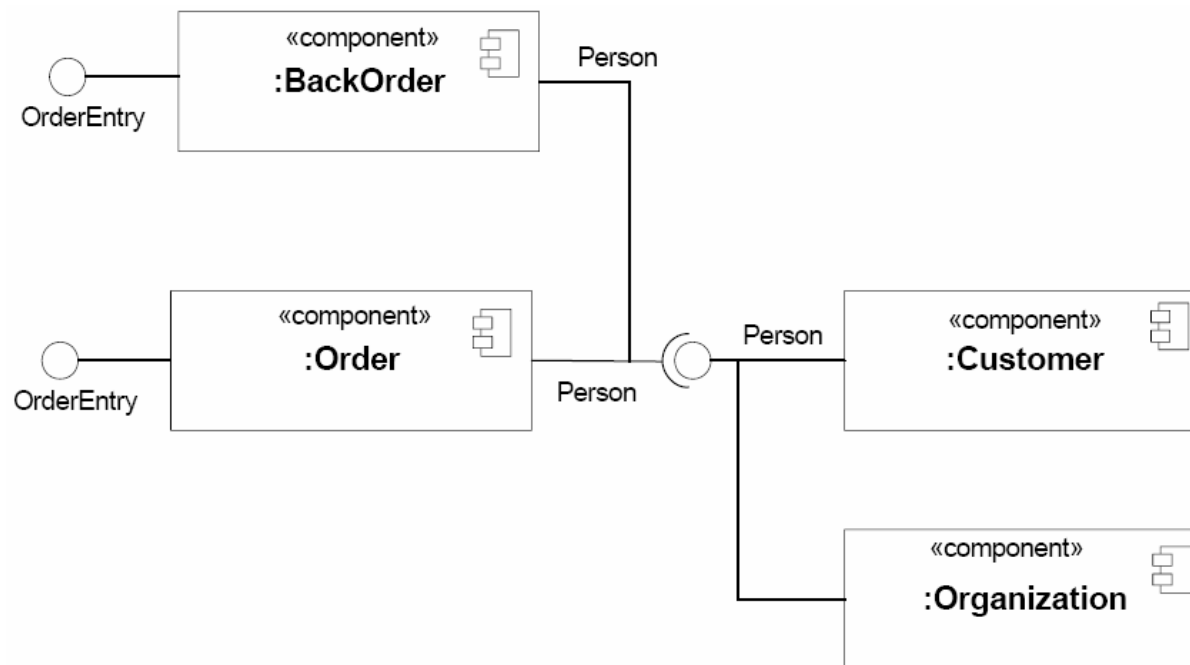 «component»
:BackOrder
Person
OrderEntry
«component»
:Order
Person
OrderEntry
Person
«component»
:Customer
«component»
:Organization